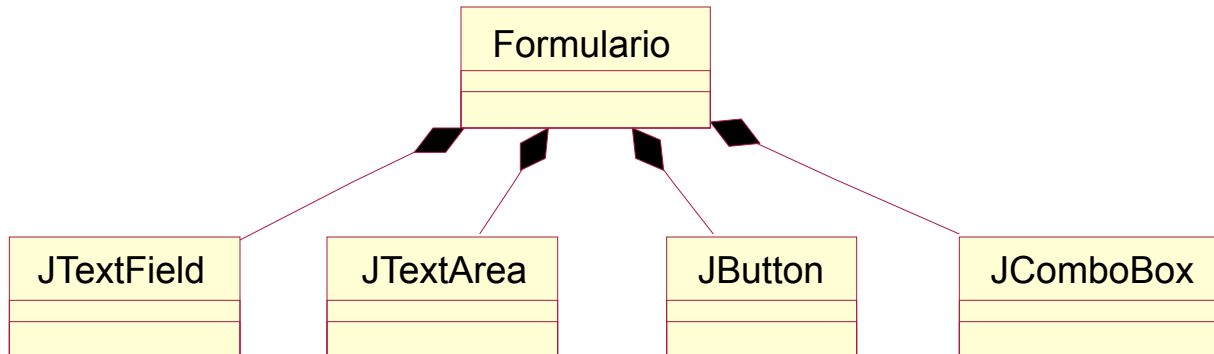 Formulario
JTextField
JTextArea
JButton
JComboBox